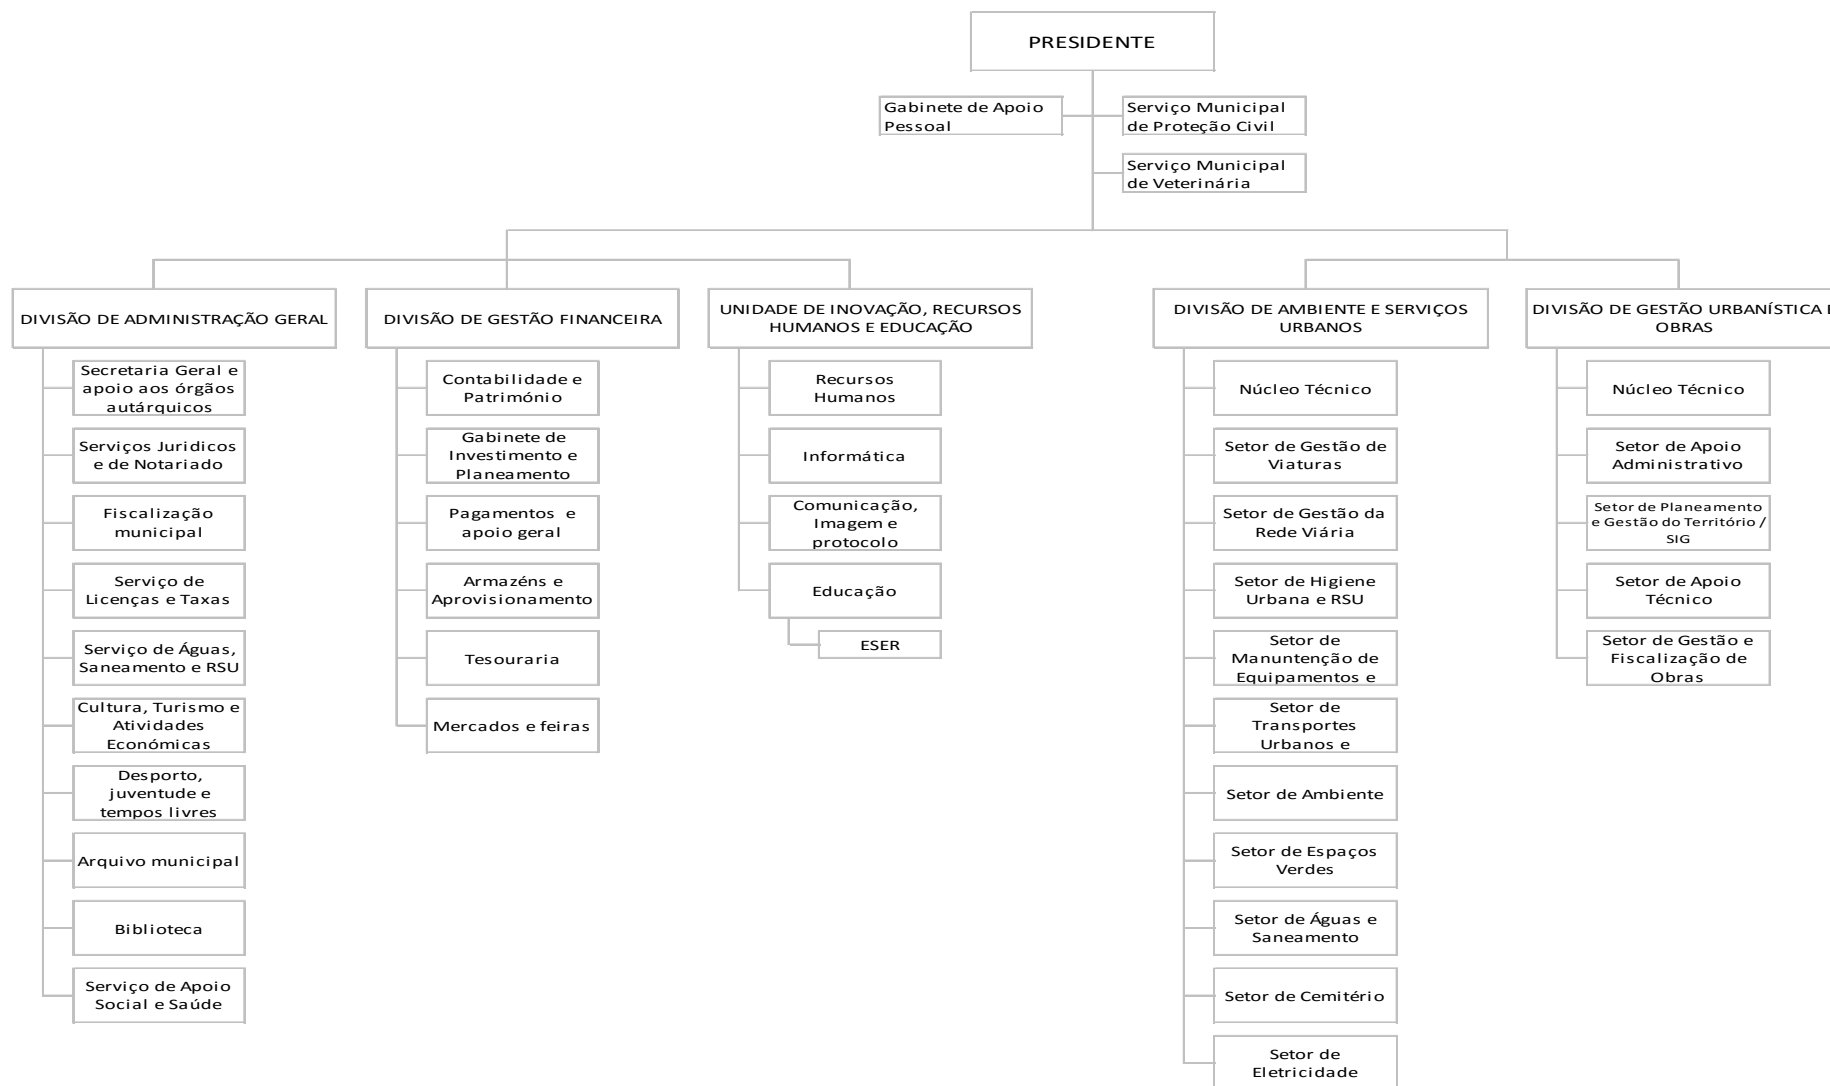 PRESIDENTE
Gabinete de Apoio
Pessoal
Serviço Municipal
de Proteção Civil
Serviço Municipal
de Veterinária
DIVISÃO DE ADMINISTRAÇÃO GERAL
Secretaria Geral e
apoio aos órgãos
autárquicos
Serviços Juridicos
e de Notariado
Fiscalização
municipal
Serviço de
Licenças e Taxas
Serviço de Águas,
Saneamento e RSU
Cultura, Turismo e
Atividades
Económicas
Desporto,
juventude e
tempos livres
Arquivo municipal
Biblioteca
Serviço de Apoio
Social e Saúde
DIVISÃO DE GESTÃO FINANCEIRA
Contabilidade e
Património
Gabinete de
Investimento e
Planeamento
Pagamentos e
apoio geral
Armazéns e
Aprovisionamento
Tesouraria
Mercados e feiras
UNIDADE DE INOVAÇÃO, RECURSOS
HUMANOS E EDUCAÇÃO
Recursos
Humanos
Informática
Comunicação,
Imagem e
protocolo
Educação
ESER
DIVISÃO DE AMBIENTE E SERVIÇOS
URBANOS
Núcleo Técnico
Setor de Gestão de
Viaturas
Setor de Gestão da
Rede Viária
Setor de Higiene
Urbana e RSU
Setor de
Manuntenção de
Equipamentos e
Setor de
Transportes
Urbanos e
Setor de Ambiente
Setor de Espaços
Verdes
Setor de Águas e
Saneamento
Setor de Cemitério
Setor de
Eletricidade
DIVISÃO DE GESTÃO URBANÍSTICA E
OBRAS
Núcleo Técnico
Setor de Apoio
Administrativo
Setor de Planeamento
e Gestão do Território /
SIG
Setor de Apoio
Técnico
Setor de Gestão e
Fiscalização de
Obras